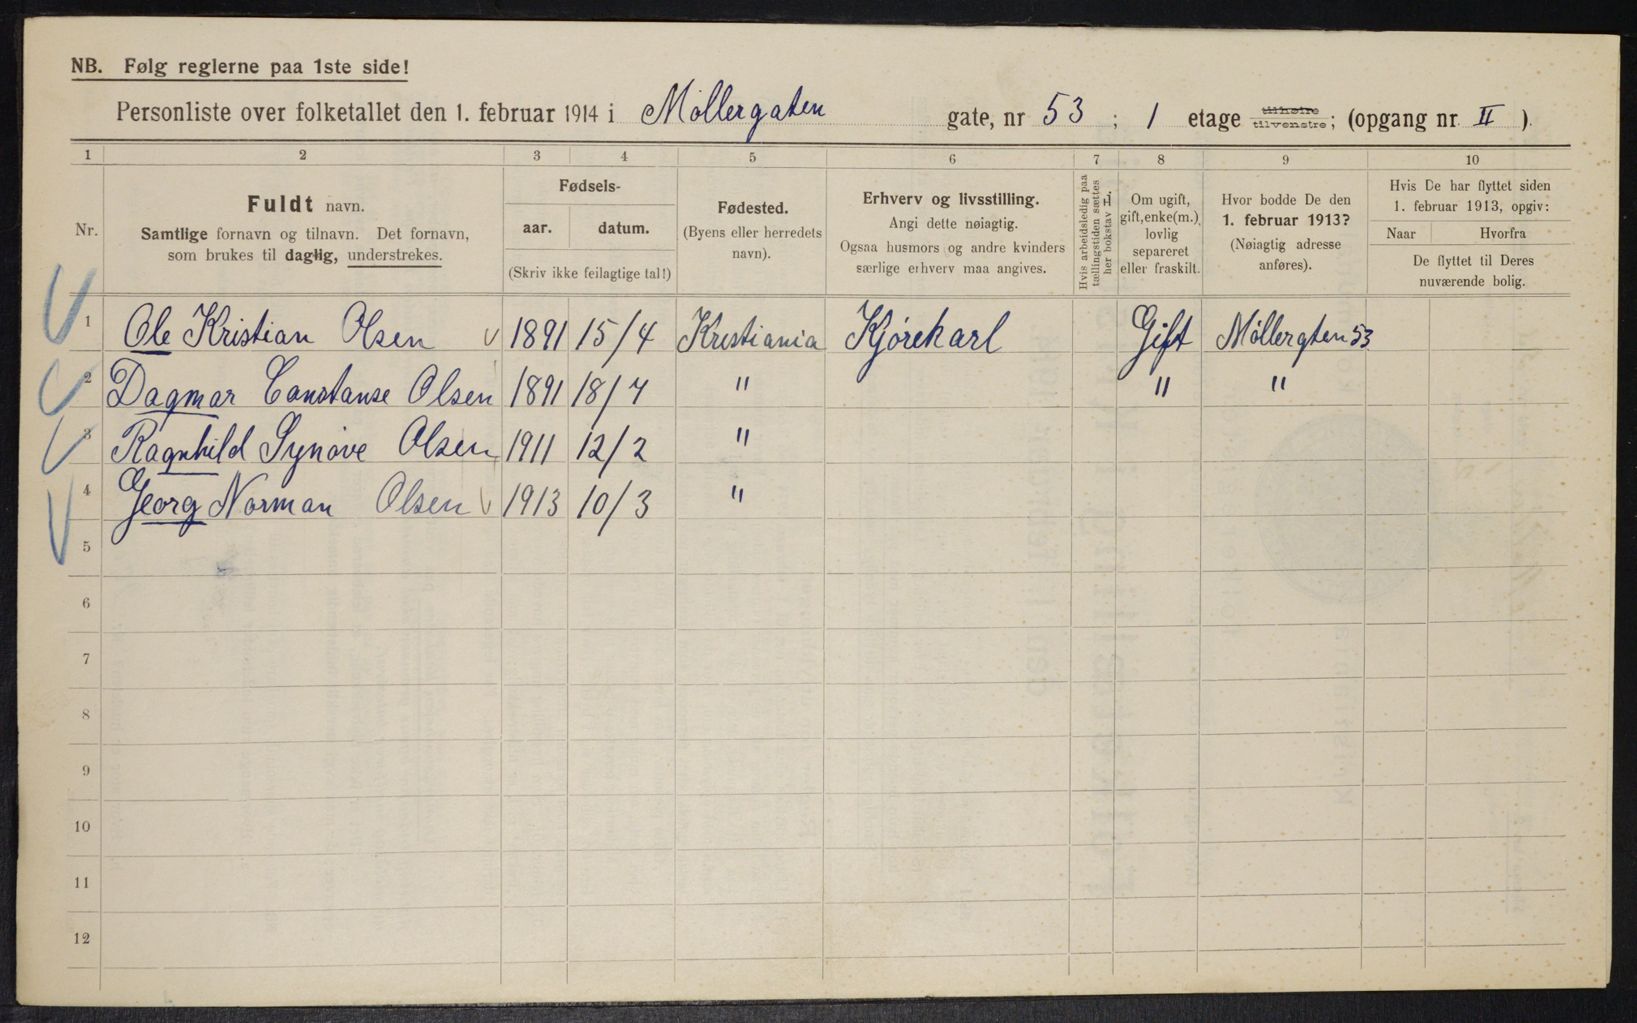 NB. Følg reglerne paa 1ste side!
Personliste over folketallet den 1. februar 1914 i Møllergaten gate, nr 53 ; 1 etage tilhøire tilvenstre; (opgang nr. II ).
1 2 3 4 5 6 7 8 9 10
Nr.
Fuldt navn.
Samtlige fornavn og tilnavn. Det fornavn,
som brukes til daglig, understrekes.
Fødsels-
aar. datum.
(Skriv ikke feilagtige tal!)
Fødested.
(Byens eller herredets
navn).
Erhverv og livsstilling.
Angi dette nøiagtig.
Ogsaa husmors og andre kvinders
særlige erhverv maa angives.
Hvis arbeidsledig paa
tællingstiden sættes
her bokstav L.
Om ugift,
gift, enke(m.),
lovlig
separeret
eller fraskilt.
Hvor bodde De den
1. februar 1913?
(Nøiagtig adresse
anføres).
Hvis De har flyttet siden
1. februar 1913, opgiv:
Naar Hvorfra
De flyttet til Deres
nuværende bolig.
1 Ole Kristian Olsen 1891 15/4 Kristiania Kjørekarl Gift Møllergten 53
2 Dagmar Constanse Olsen 1891 18/7 " " "
3 Ragnhild Synøve Olsen 1911 12/2 "
4 Georg Norman Olsen 1913 10/3 "
5
6
7
8
9
10
11
12